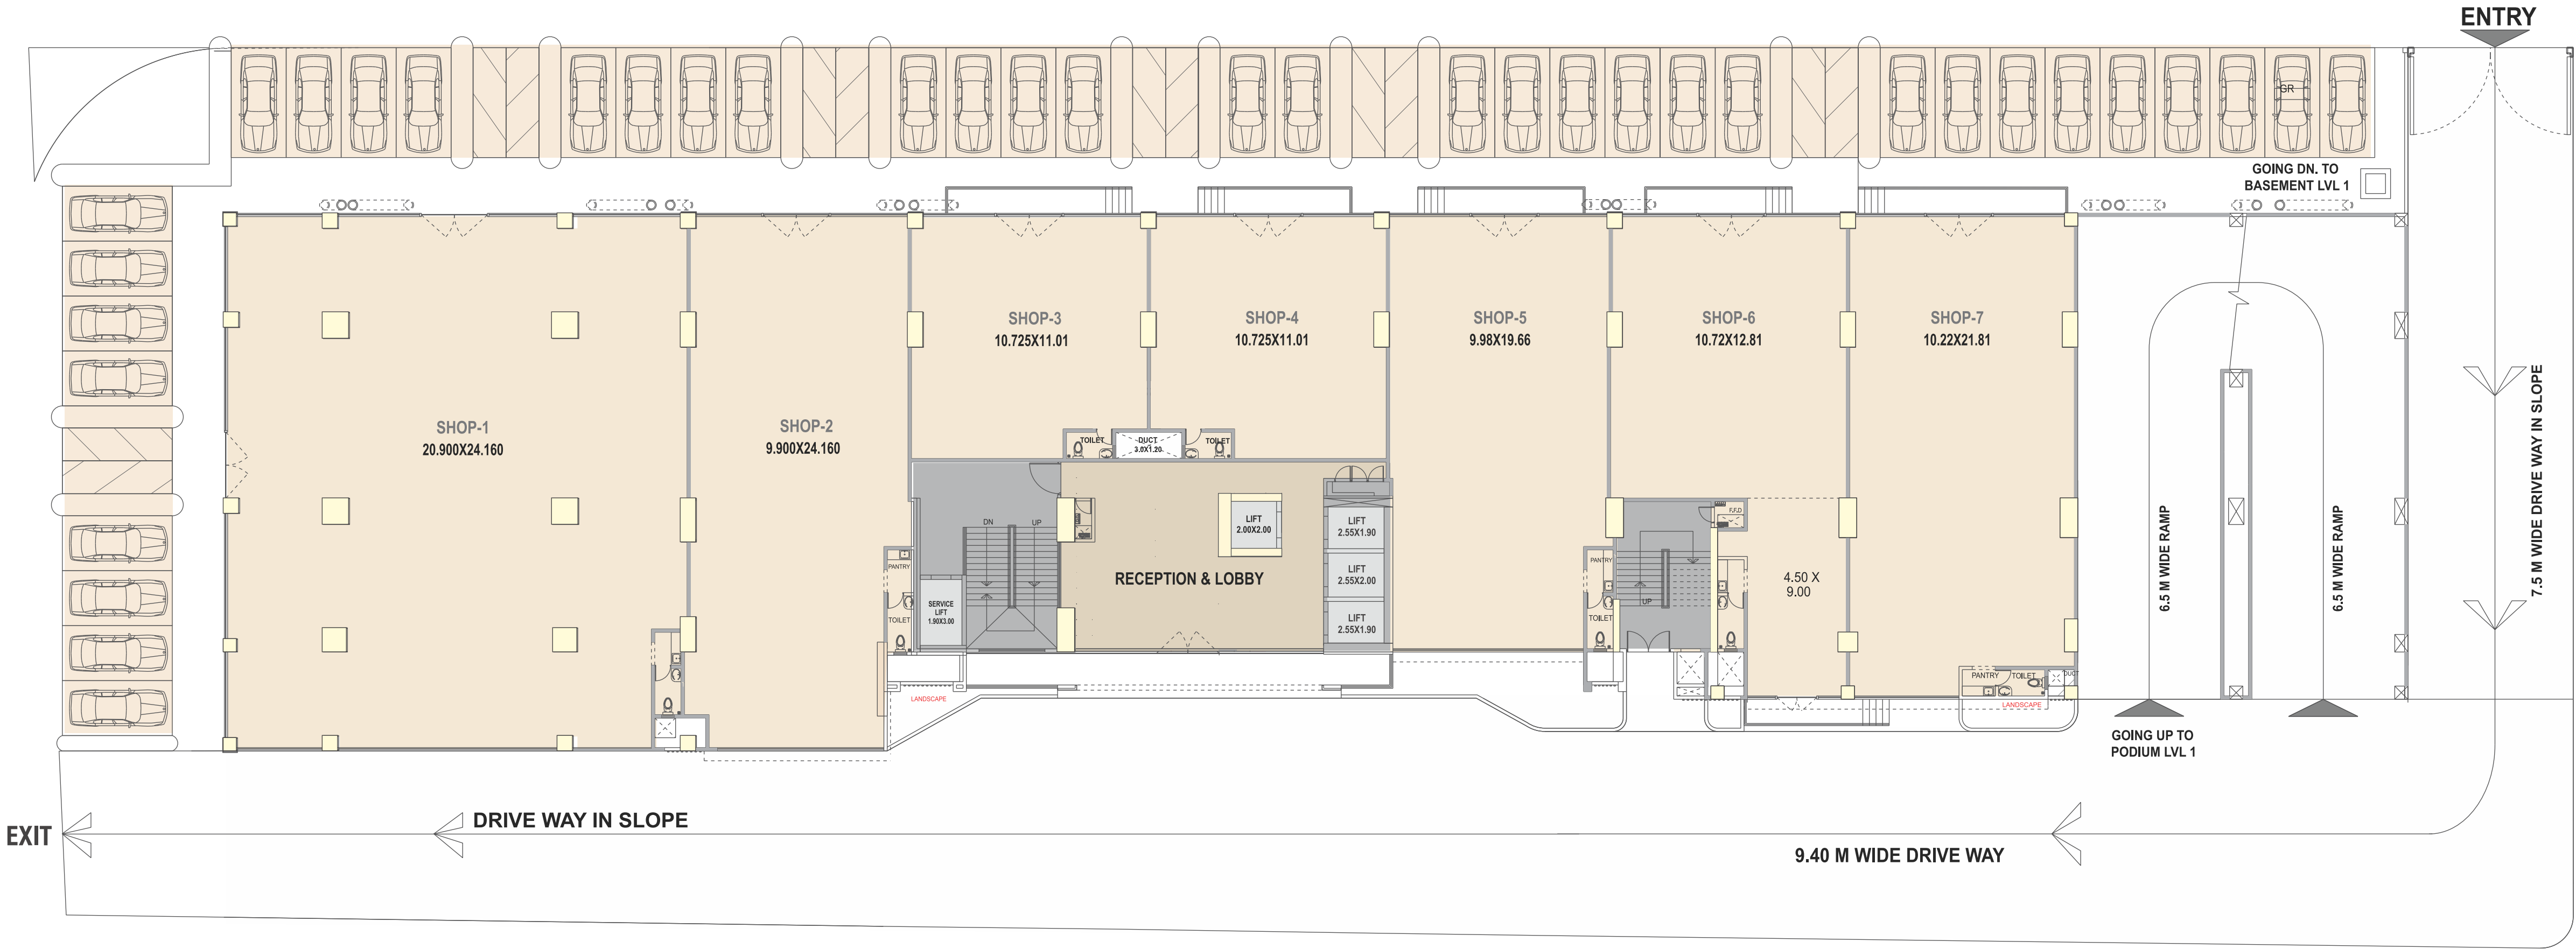 ENTRY
GR
GOING DN. TO
BASEMENT LVL 1
SHOP-1
20.900X24.160
SHOP-2
9.900X24.160
SHOP-3
10.725X11.01
SHOP-4
10.725X11.01
SHOP-5
9.98X19.66
SHOP-6
10.72X12.81
SHOP-7
10.22X21.81
TOILET
DUCT
3.0X1.20
TOILET
DN
UP
LIFT
2.00X2.00
LIFT
2.55X1.90
LIFT
2.55X2.00
LIFT
2.55X1.90
RECEPTION & LOBBY
PANTRY
TOILET
SERVICE
LIFT
1.90X3.00
PANTRY
TOILET
UP
F.F.D
4.50 X
9.00
PANTRY
TOILET
DUCT
LANDSCAPE
LANDSCAPE
6.5 M WIDE RAMP
6.5 M WIDE RAMP
7.5 M WIDE DRIVE WAY IN SLOPE
GOING UP TO
PODIUM LVL 1
EXIT
DRIVE WAY IN SLOPE
9.40 M WIDE DRIVE WAY